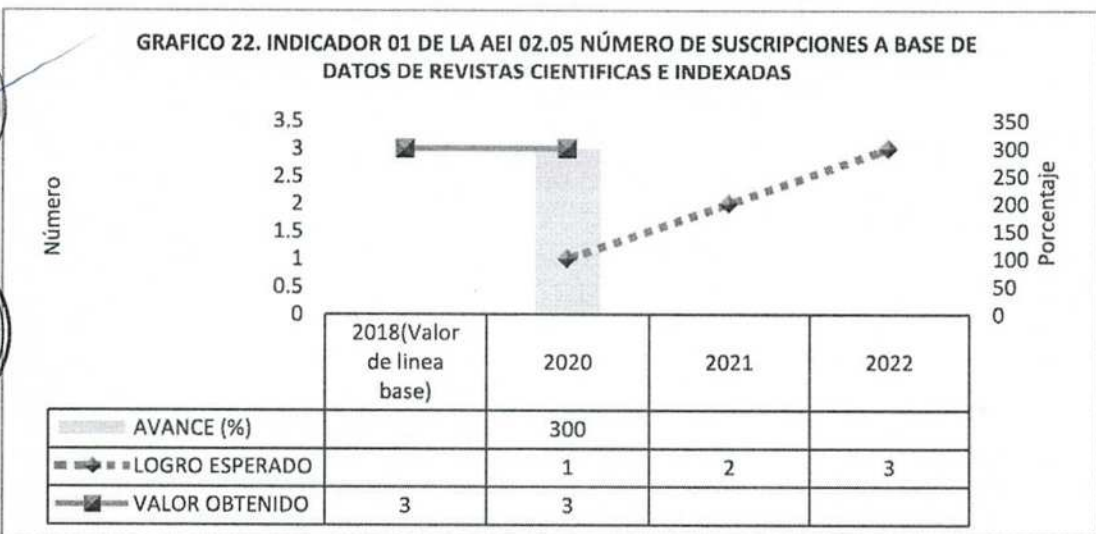 GRAFICO 22. INDICADOR 01 DE LA AEI 02.05 NÚMERO DE SUSCRIPCIONES A BASE DE
DATOS DE REVISTAS CIENTIFICAS E INDEXADAS
Número
3.5
3
2.5
2
1.5
1
0.5
0
350
300
250
200
150
100
50
0
Porcentaje
2018(Valor
de linea
base) 2020 2021 2022
AVANCE (%) 300
LOGRO ESPERADO 1 2 3
VALOR OBTENIDO 3 3